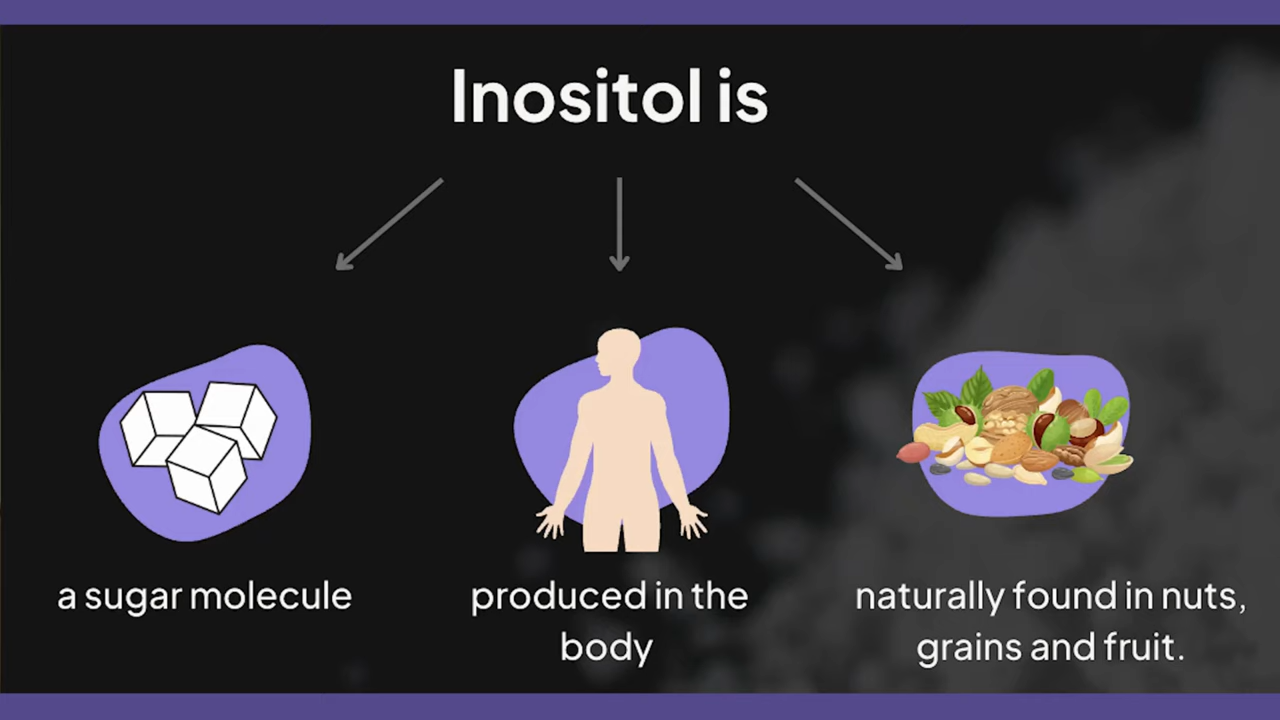 Inositol is
a sugar molecule
produced in the
body
naturally found in nuts,
grains and fruit.